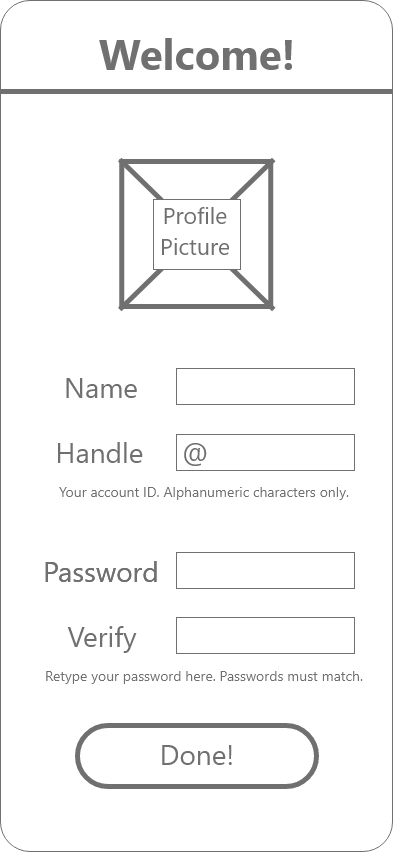 Welcome!
Profile
Picture
Name
Handle
@
Your account ID. Alphanumeric characters only.
Password
Verify
Retype your password here. Passwords must match.
Done!